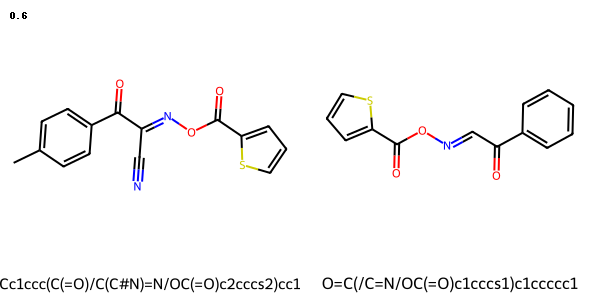 0.6
O
N
O
O
S
N
S
O
O
N
O
Cc1ccc(C(=O)/C(C#N)=N/OC(=O)c2cccs2)cc1
O=C(/C=N/OC(=O)c1cccs1)c1ccccc1